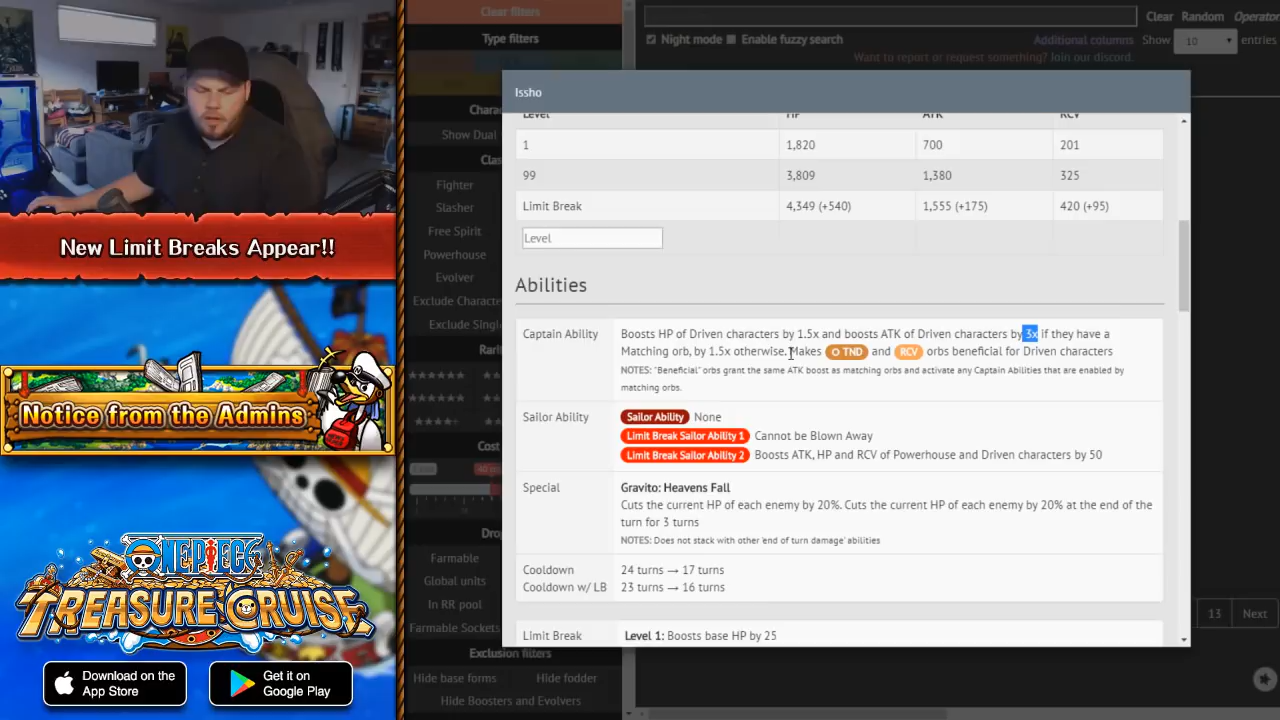 Clear filters
Type filters
Chara
Show Dual
Clas
Fighter
Slasher
Free Spirit
Powerhouse
Evolver
Exclude Charact
Exclude Singl
Rari
Cost
40
Dro
Farmable
Global units
In RR pool
Farmable Sockets
Exclusion filters
Hide base forms Hide fodder
Hide Boosters and Evolvers
Clear Random Operator
Night mode Enable fuzzy search Additional columns Show 10 entries
Want to report or request something? Join our discord.
Issho
Level HP ATK RCV
1 1,820 700 201
99 3,809 1,380 325
Limit Break 4,349 (+540) 1,555 (+175) 420 (+95)
Level
Abilities
Captain Ability Boosts HP of Driven characters by 1.5x and boosts ATK of Driven characters by 3x if they have a
Matching orb, by 1.5x otherwise. Makes TND and RCV orbs beneficial for Driven characters
NOTES: "Beneficial" orbs grant the same ATK boost as matching orbs and activate any Captain Abilities that are enabled by
matching orbs.
Sailor Ability Sailor Ability None
Limit Break Sailor Ability 1 Cannot be Blown Away
Limit Break Sailor Ability 2 Boosts ATK, HP and RCV of Powerhouse and Driven characters by 50
Special Gravito: Heavens Fall
Cuts the current HP of each enemy by 20%. Cuts the current HP of each enemy by 20% at the end of the
turn for 3 turns
NOTES: Does not stack with other 'end of turn damage' abilities
Cooldown 24 turns → 17 turns
Cooldown w/ LB 23 turns → 16 turns
Limit Break Level 1: Boosts base HP by 25
13 Next
New Limit Breaks Appear!!
Notice from the Admins
ONE PIECE
TREASURE CRUISE
Download on the
App Store
Get it on
Google Play